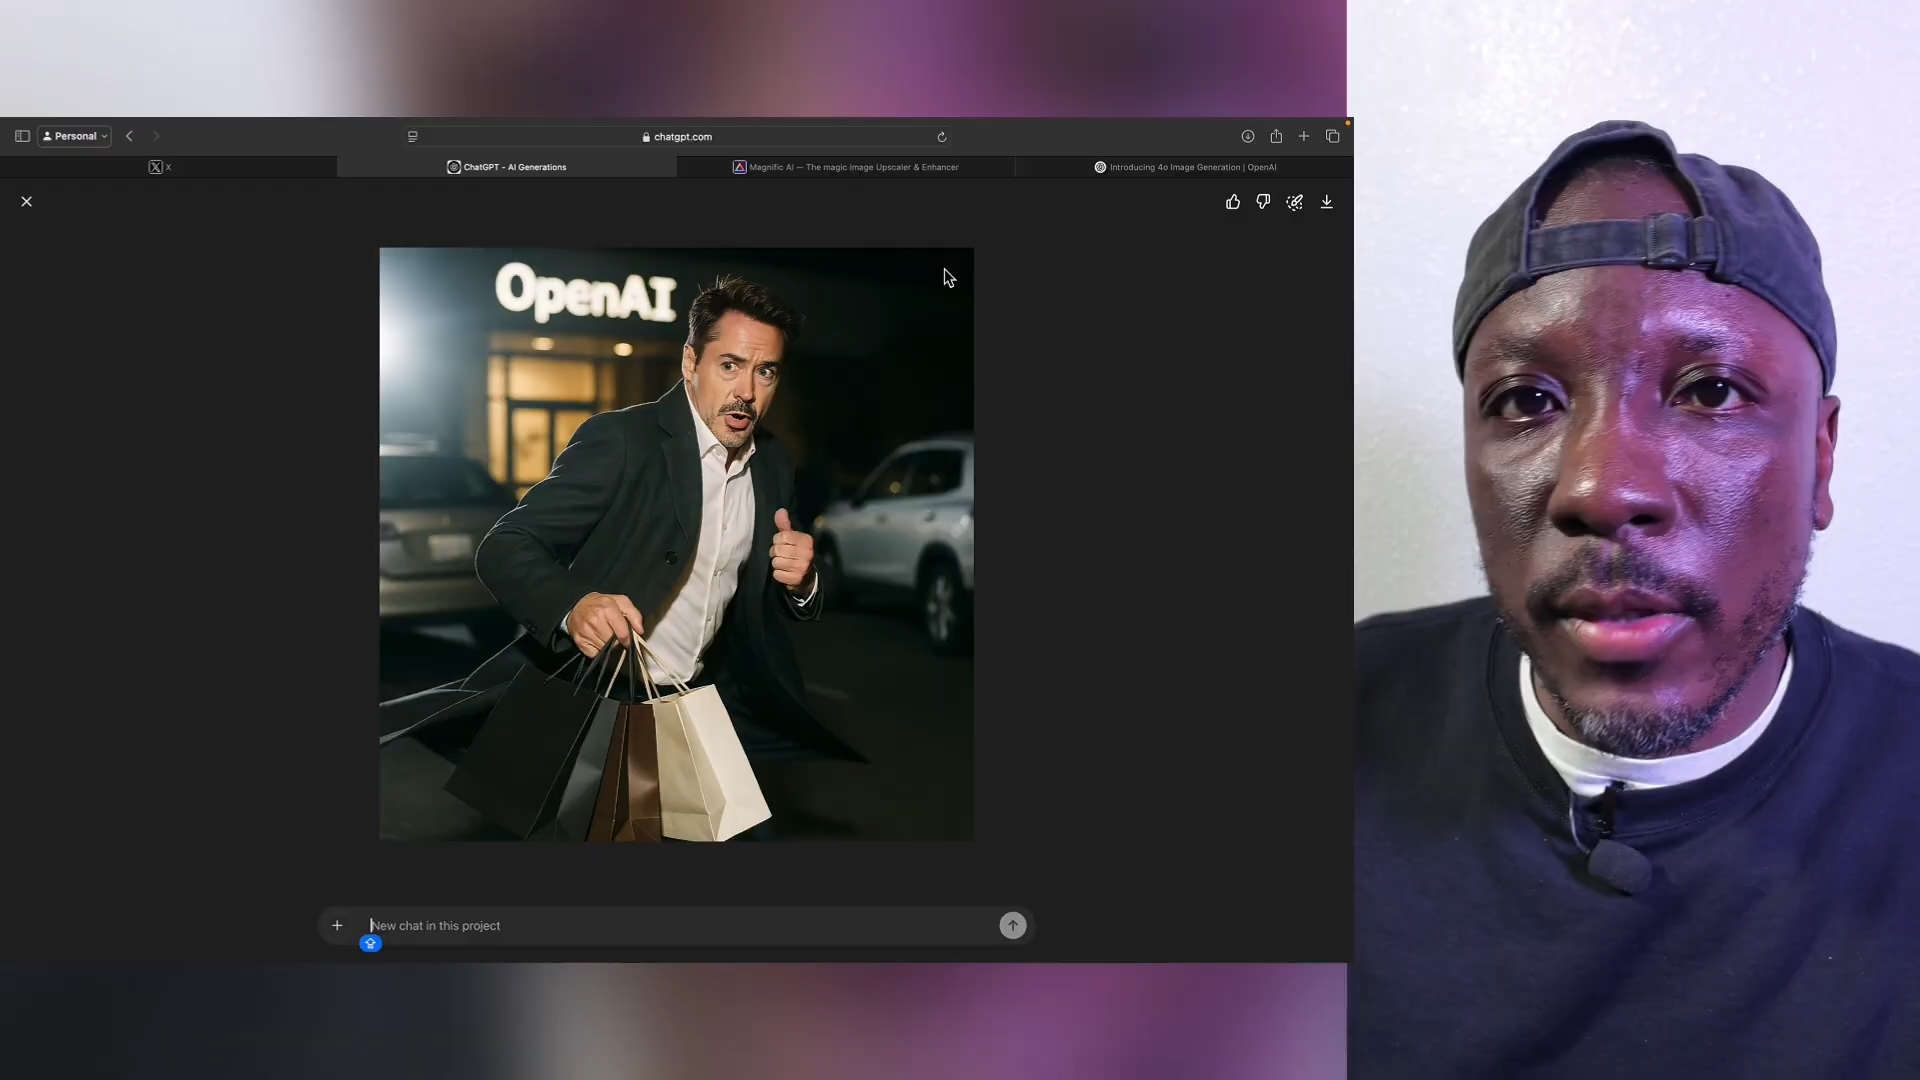 Personal
chatgpt.com
X
ChatGPT - AI Generations
Magnific AI — The magic image Upscaler & Enhancer
Introducing 4o Image Generation | OpenAI
OpenAI
New chat in this project